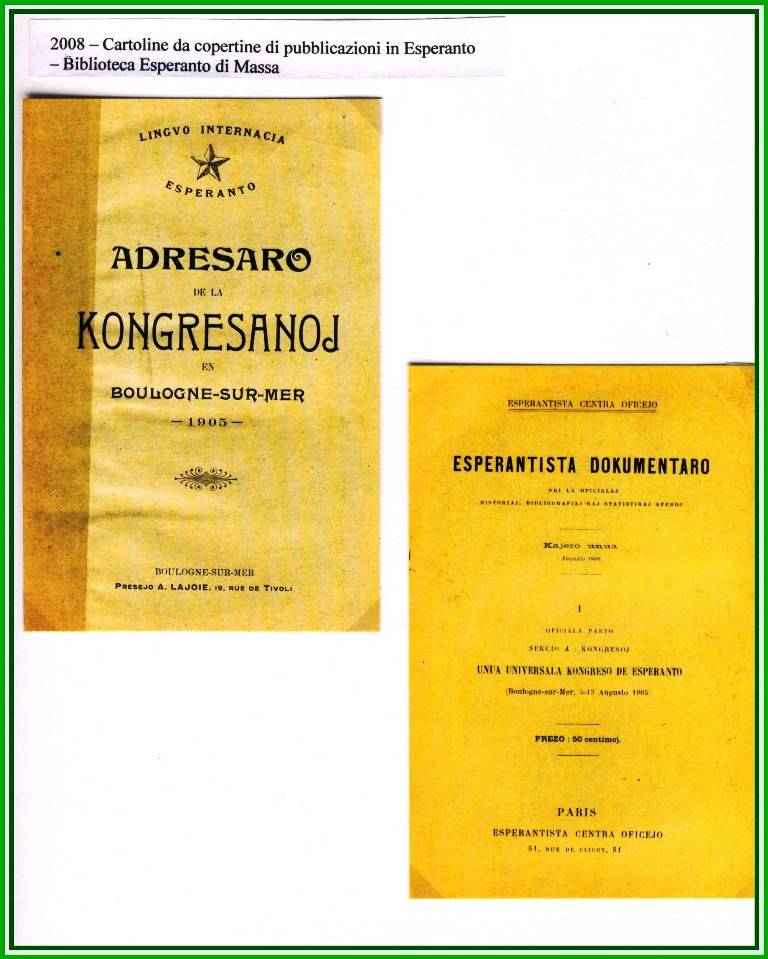 2008 – Cartoline da copertine di pubblicazioni in Esperanto
– Biblioteca Esperanto di Massa
LINGVO INTERNACIA
ESPERANTO
ADRESARO
DE LA
KONGRESANOJ
EN
BOULOGNE-SUR-MER
— 1905 —
BOULOGNE-SUR-MER
PRESEJO A. LAJOIE, 19, RUE DE TIVOLI
ESPERANTISTA CENTRA OFICEJO
ESPERANTISTA DOKUMENTARO
PRI LA OFICIALAJ
HISTORIAJ, BIBLIOGRAFIAJ KAJ STATISTIKAJ AFEROJ
Kajero unua
Aŭgusto
I
OFICIALA PARTO
SEKCIO A : KONGRESOJ
UNUA UNIVERSALA KONGRESO DE ESPERANTO
(Boulogne-sur-Mer, 5-13 Aŭgusto 1905)
PREZO : 50 centimoj.
PARIS
ESPERANTISTA CENTRA OFICEJO
51, RUE DE CLICHY, 51